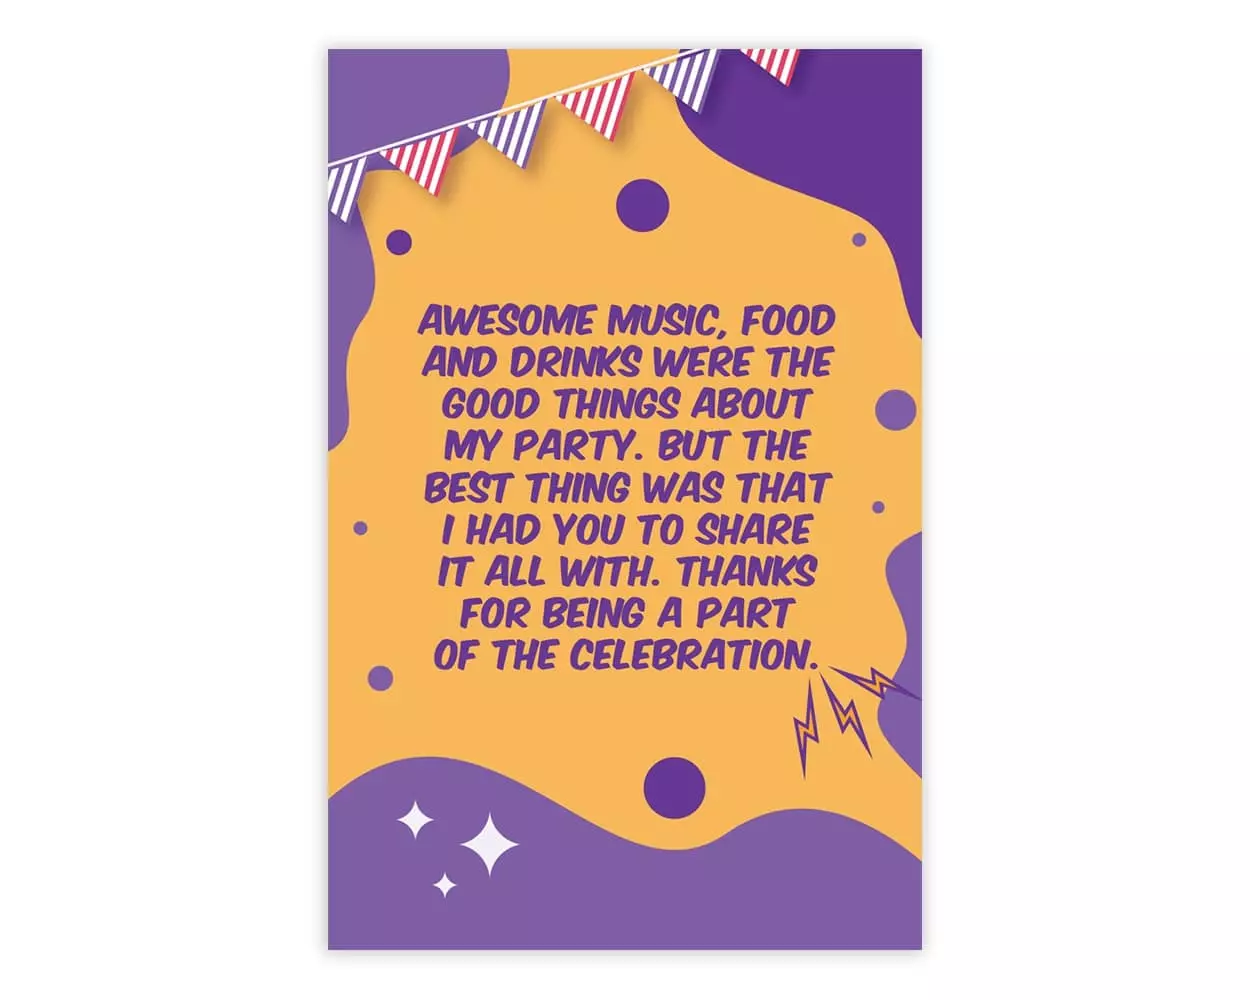 AWESOME MUSIC, FOOD
AND DRINKS WERE THE
GOOD THINGS ABOUT
MY PARTY. BUT THE
BEST THING WAS THAT
I HAD YOU TO SHARE
IT ALL WITH. THANKS
FOR BEING A PART
OF THE CELEBRATION.